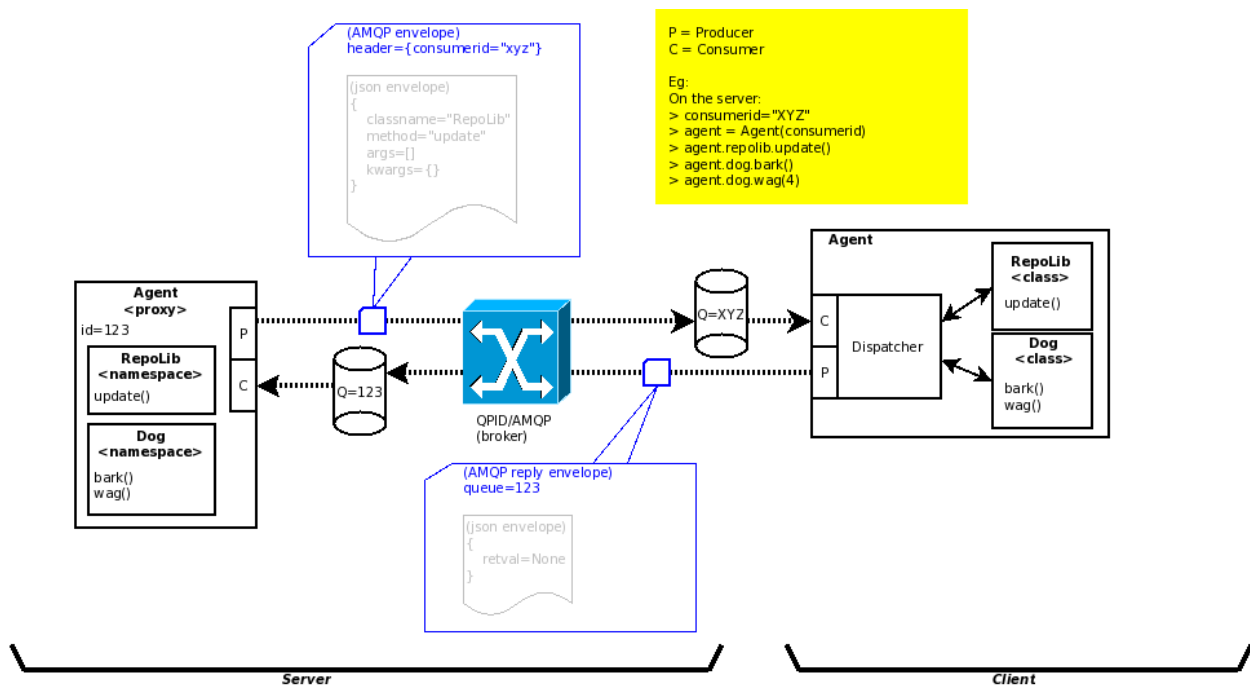 (AMQP envelope)
header={consumerid="xyz"}
(json envelope)
{
classname="RepoLib"
method="update"
args=[]
kwargs={}
}
P = Producer
C = Consumer
Eg:
On the server:
> consumerid="XYZ"
> agent = Agent(consumerid)
> agent.repolib.update()
> agent.dog.bark()
> agent.dog.wag(4)
Agent
<proxy>
id=123
P
C
RepoLib
<namespace>
update()
Dog
<namespace>
bark()
wag()
Q=123
QPID/AMQP
(broker)
Q=XYZ
Agent
C
P
Dispatcher
RepoLib
<class>
update()
Dog
<class>
bark()
wag()
(AMQP reply envelope)
queue=123
(json envelope)
{
retval=None
}
Server
Client